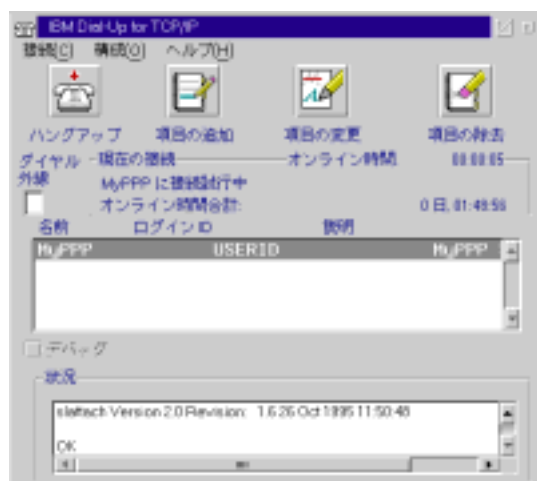 IBM Dial-Up for TCP/IP
接続(C) 構成(O) ヘルプ(H)
ハングアップ 項目の追加 項目の変更 項目の除去
ダイヤル
外線
現在の接続 オンライン時間 00:00:05
MyPPP に接続試行中
オンライン時間合計: 0 日, 01:49:56
名前 ログイン ID 説明
MyPPP USERID MyPPP
デバッグ
状況
slattach Version 2.0 Revision: 1.6 26 Oct 1995 11:50:48
OK